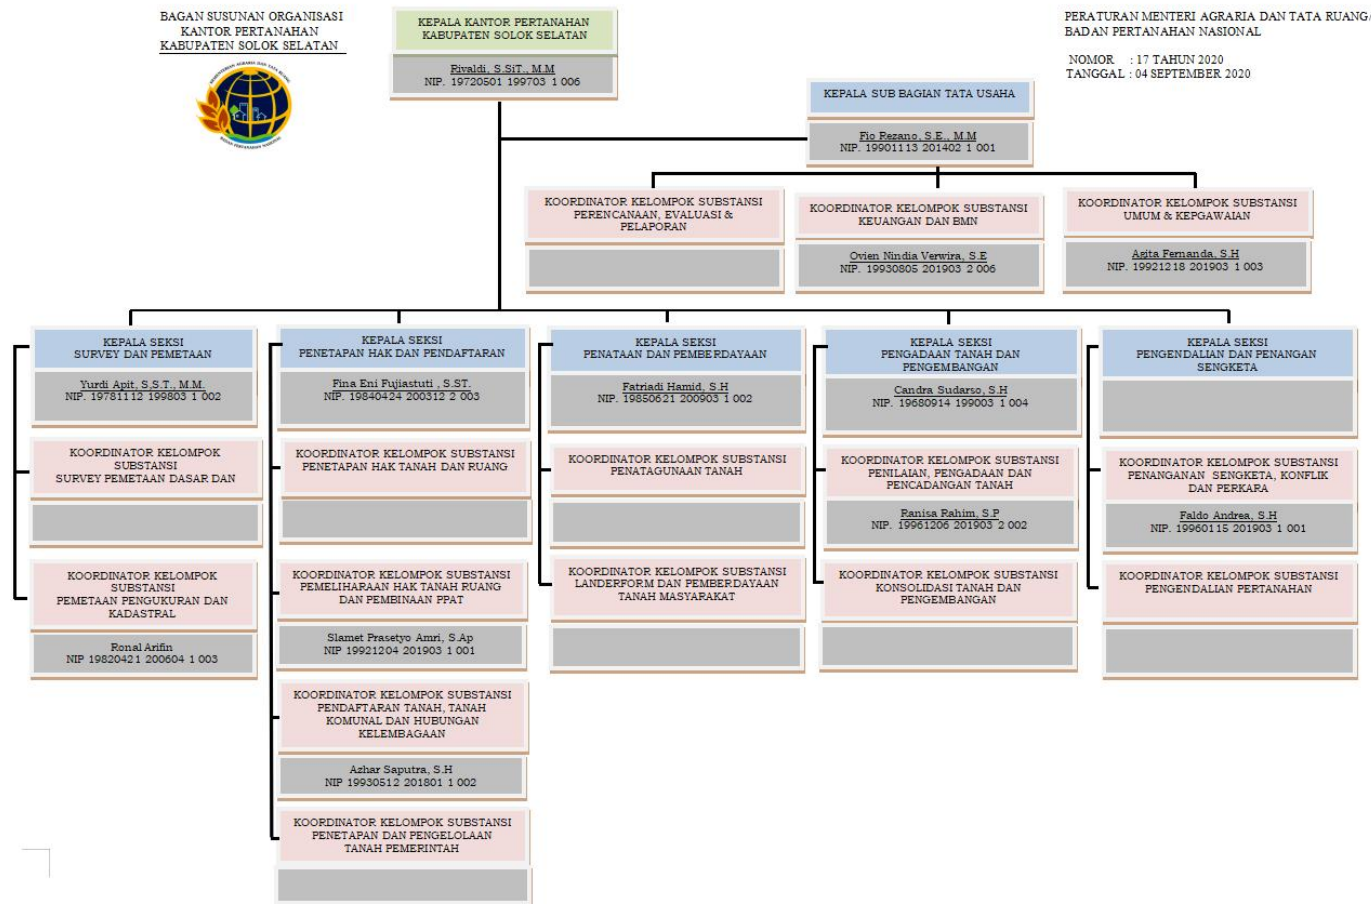 BAGAN SUSUNAN ORGANISASI
KANTOR PERTANAHAN
KABUPATEN SOLOK SELATAN
KEMENTERIAN AGRARIA DAN TATA RUANG
BADAN PERTANAHAN NASIONAL
KEPALA KANTOR PERTANAHAN
KABUPATEN SOLOK SELATAN
Rivaldi, S.SiT., M.M
NIP. 19720501 199703 1 006
PERATURAN MENTERI AGRARIA DAN TATA RUANG/
BADAN PERTANAHAN NASIONAL
NOMOR : 17 TAHUN 2020
TANGGAL : 04 SEPTEMBER 2020
KEPALA SUB BAGIAN TATA USAHA
Fio Rezano, S.E., M.M
NIP. 19901113 201402 1 001
KOORDINATOR KELOMPOK SUBSTANSI
PERENCANAAN, EVALUASI &
PELAPORAN
KOORDINATOR KELOMPOK SUBSTANSI
KEUANGAN DAN BMN
Ovien Nindia Verwira, S.E
NIP. 19930805 201903 2 006
KOORDINATOR KELOMPOK SUBSTANSI
UMUM & KEPGAWAIAN
Agita Fernanda, S.H
NIP. 19921218 201903 1 003
KEPALA SEKSI
SURVEY DAN PEMETAAN
Yurdi Apit, S,S.T., M.M.
NIP. 19781112 199803 1 002
KOORDINATOR KELOMPOK
SUBSTANSI
SURVEY PEMETAAN DASAR DAN
KOORDINATOR KELOMPOK
SUBSTANSI
PEMETAAN PENGUKURAN DAN
KADASTRAL
Ronal Arifin
NIP 19820421 200604 1 003
KEPALA SEKSI
PENETAPAN HAK DAN PENDAFTARAN
Fina Eni Fujiastuti , S.ST.
NIP. 19840424 200312 2 003
KOORDINATOR KELOMPOK SUBSTANSI
PENETAPAN HAK TANAH DAN RUANG
KOORDINATOR KELOMPOK SUBSTANSI
PEMELIHARAAN HAK TANAH RUANG
DAN PEMBINAAN PPAT
Slamet Prasetyo Amri, S.Ap
NIP 19921204 201903 1 001
KOORDINATOR KELOMPOK SUBSTANSI
PENDAFTARAN TANAH, TANAH
KOMUNAL DAN HUBUNGAN
KELEMBAGAAN
Azhar Saputra, S.H
NIP 19930512 201801 1 002
KOORDINATOR KELOMPOK SUBSTANSI
PENETAPAN DAN PENGELOLAAN
TANAH PEMERINTAH
KEPALA SEKSI
PENATAAN DAN PEMBERDAYAAN
Fatriadi Hamid, S.H
NIP. 19850621 200903 1 002
KOORDINATOR KELOMPOK SUBSTANSI
PENATAGUNAAN TANAH
KOORDINATOR KELOMPOK SUBSTANSI
LANDERFORM DAN PEMBERDAYAAN
TANAH MASYARAKAT
KEPALA SEKSI
PENGADAAN TANAH DAN
PENGEMBANGAN
Candra Sudarso, S.H
NIP. 19680914 199003 1 004
KOORDINATOR KELOMPOK SUBSTANSI
PENILAIAN, PENGADAAN DAN
PENCADANGAN TANAH
Ranisa Rahim, S.P
NIP. 19961206 201903 2 002
KOORDINATOR KELOMPOK SUBSTANSI
KONSOLIDASI TANAH DAN
PENGEMBANGAN
KEPALA SEKSI
PENGENDALIAN DAN PENANGAN
SENGKETA
KOORDINATOR KELOMPOK SUBSTANSI
PENANGANAN SENGKETA, KONFLIK
DAN PERKARA
Faldo Andrea, S.H
NIP. 19960115 201903 1 001
KOORDINATOR KELOMPOK SUBSTANSI
PENGENDALIAN PERTANAHAN